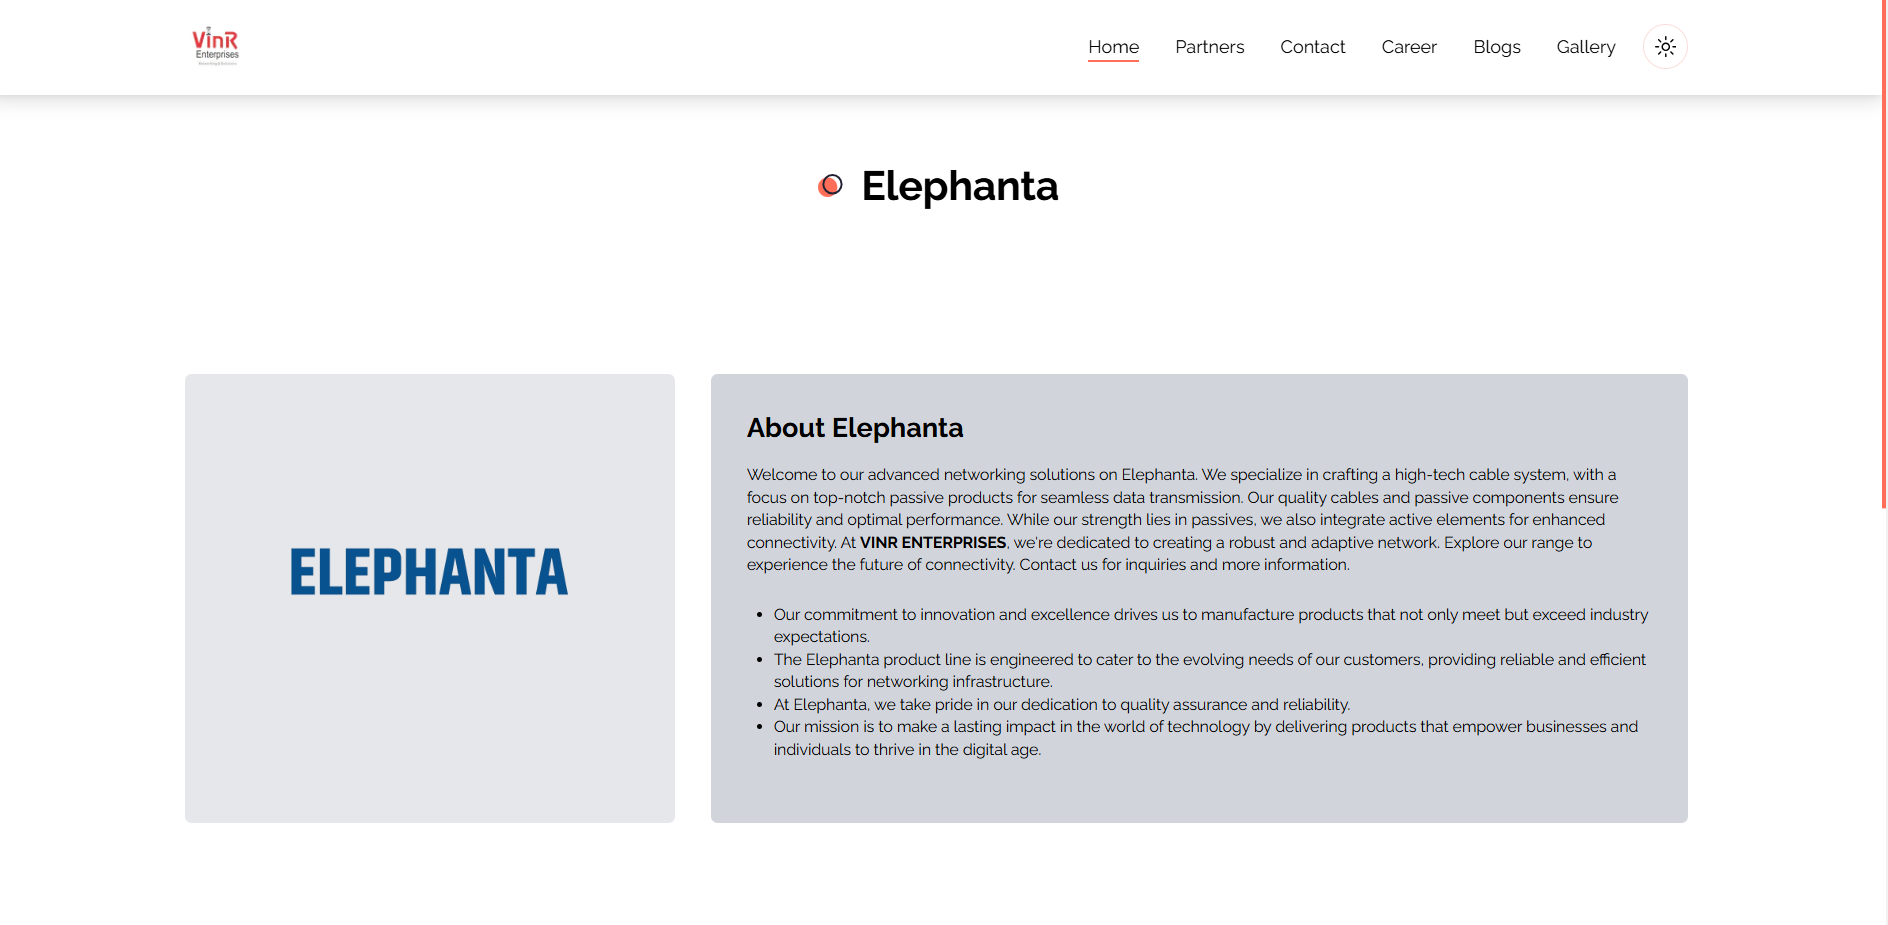 VinR
Enterprises
Home Partners Contact Career Blogs Gallery
Elephanta
ELEPHANTA
About Elephanta
Welcome to our advanced networking solutions on Elephanta. We specialize in crafting a high-tech cable system, with a
focus on top-notch passive products for seamless data transmission. Our quality cables and passive components ensure
reliability and optimal performance. While our strength lies in passives, we also integrate active elements for enhanced
connectivity. At VINR ENTERPRISES, we're dedicated to creating a robust and adaptive network. Explore our range to
experience the future of connectivity. Contact us for inquiries and more information.
• Our commitment to innovation and excellence drives us to manufacture products that not only meet but exceed industry
expectations.
• The Elephanta product line is engineered to cater to the evolving needs of our customers, providing reliable and efficient
solutions for networking infrastructure.
• At Elephanta, we take pride in our dedication to quality assurance and reliability.
• Our mission is to make a lasting impact in the world of technology by delivering products that empower businesses and
individuals to thrive in the digital age.